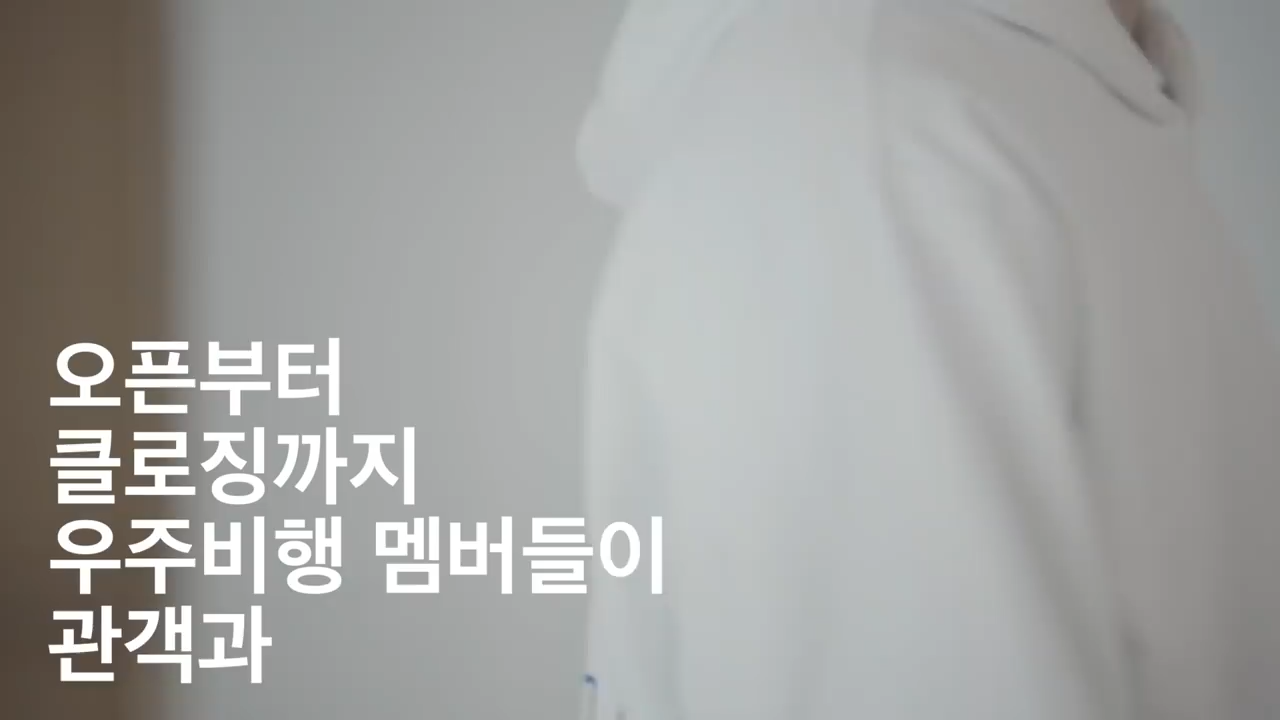 오픈부터
클로징까지
우주비행 멤버들이
관객과